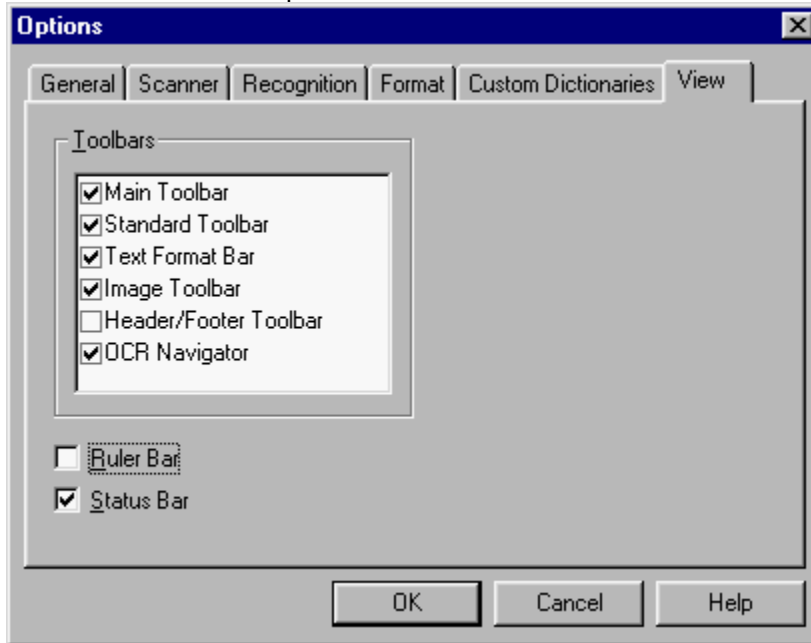 Options
General Scanner Recognition Format Custom Dictionaries View
Toolbars
Main Toolbar
Standard Toolbar
Text Format Bar
Image Toolbar
Header/Footer Toolbar
OCR Navigator
Ruler Bar
Status Bar
OK Cancel Help